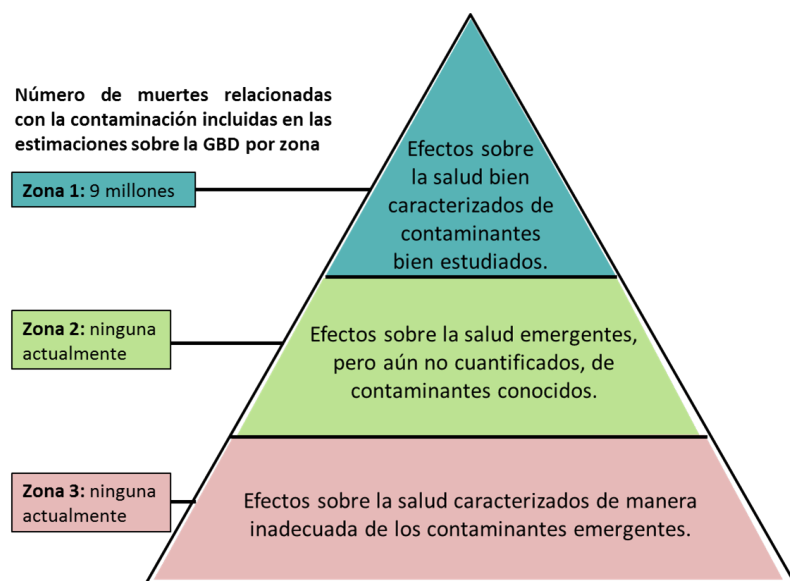 Número de muertes relacionadas
con la contaminación incluidas en las
estimaciones sobre la GBD por zona
Zona 1: 9 millones
Efectos sobre
la salud bien
caracterizados de
contaminantes
bien estudiados.
Zona 2: ninguna
actualmente
Efectos sobre la salud emergentes,
pero aún no cuantificados, de
contaminantes conocidos.
Zona 3: ninguna
actualmente
Efectos sobre la salud caracterizados de manera
inadecuada de los contaminantes emergentes.